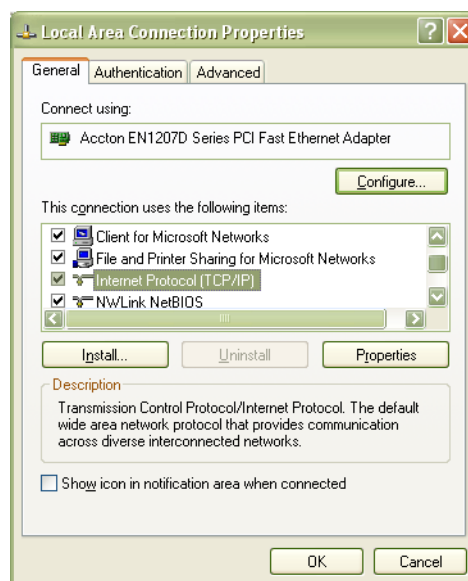 Local Area Connection Properties
General Authentication Advanced
Connect using:
Accton EN1207D Series PCI Fast Ethernet Adapter
Configure...
This connection uses the following items:
Client for Microsoft Networks
File and Printer Sharing for Microsoft Networks
Internet Protocol (TCP/IP)
NWLink NetBIOS
Install... Uninstall Properties
Description
Transmission Control Protocol/Internet Protocol. The default
wide area network protocol that provides communication
across diverse interconnected networks.
Show icon in notification area when connected
OK Cancel